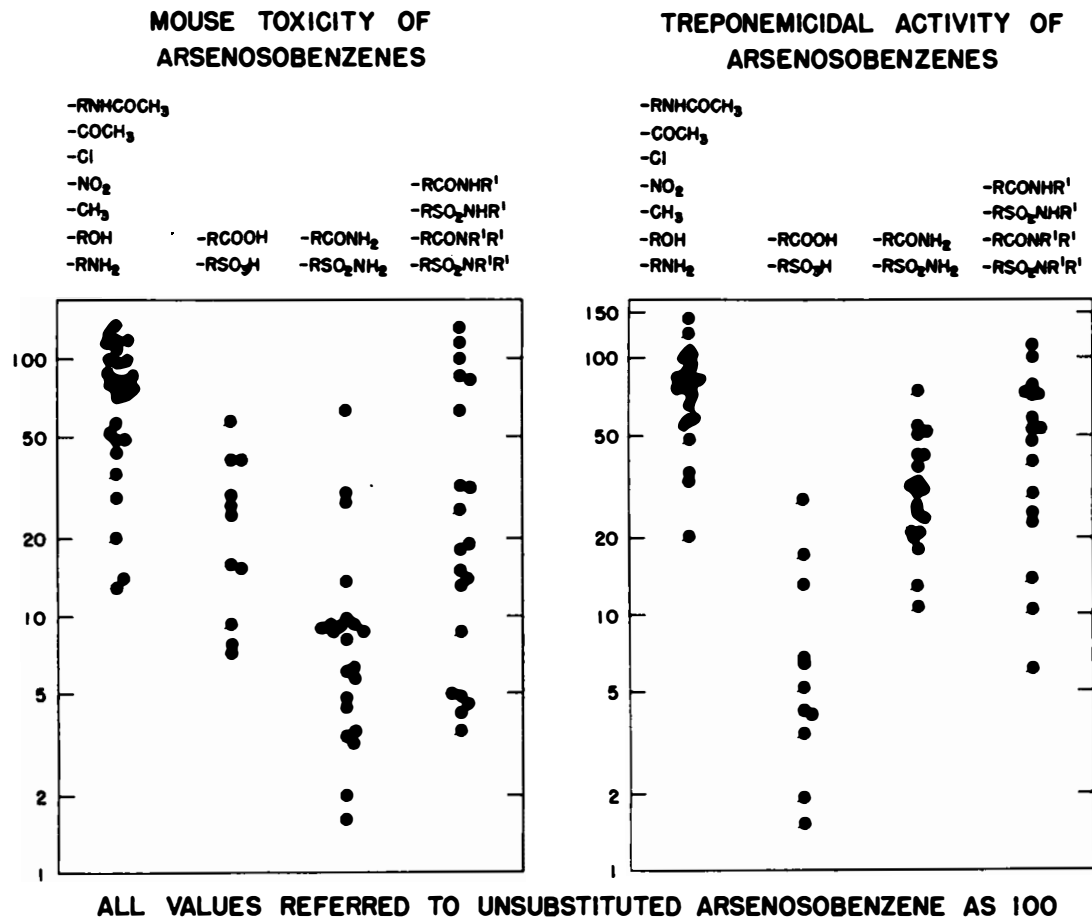 MOUSE TOXICITY OF
ARSENOSOBENZENES
-RNHCOCH₃
-COCH₃
-Cl
-NO₂
-CH₃
-ROH
-RNH₂
-RCOOH
-RSO₃H
-RCONH₂
-RSO₂NH₂
-RCONHR'
-RSO₂NHR'
-RCONR'R'
-RSO₂NR'R'
100
50
20
10
5
2
1
TREPONEMICIDAL ACTIVITY OF
ARSENOSOBENZENES
-RNHCOCH₃
-COCH₃
-Cl
-NO₂
-CH₃
-ROH
-RNH₂
-RCOOH
-RSO₃H
-RCONH₂
-RSO₂NH₂
-RCONHR'
-RSO₂NHR'
-RCONR'R'
-RSO₂NR'R'
150
100
50
20
10
5
2
1
ALL VALUES REFERRED TO UNSUBSTITUTED ARSENOSOBENZENE AS 100